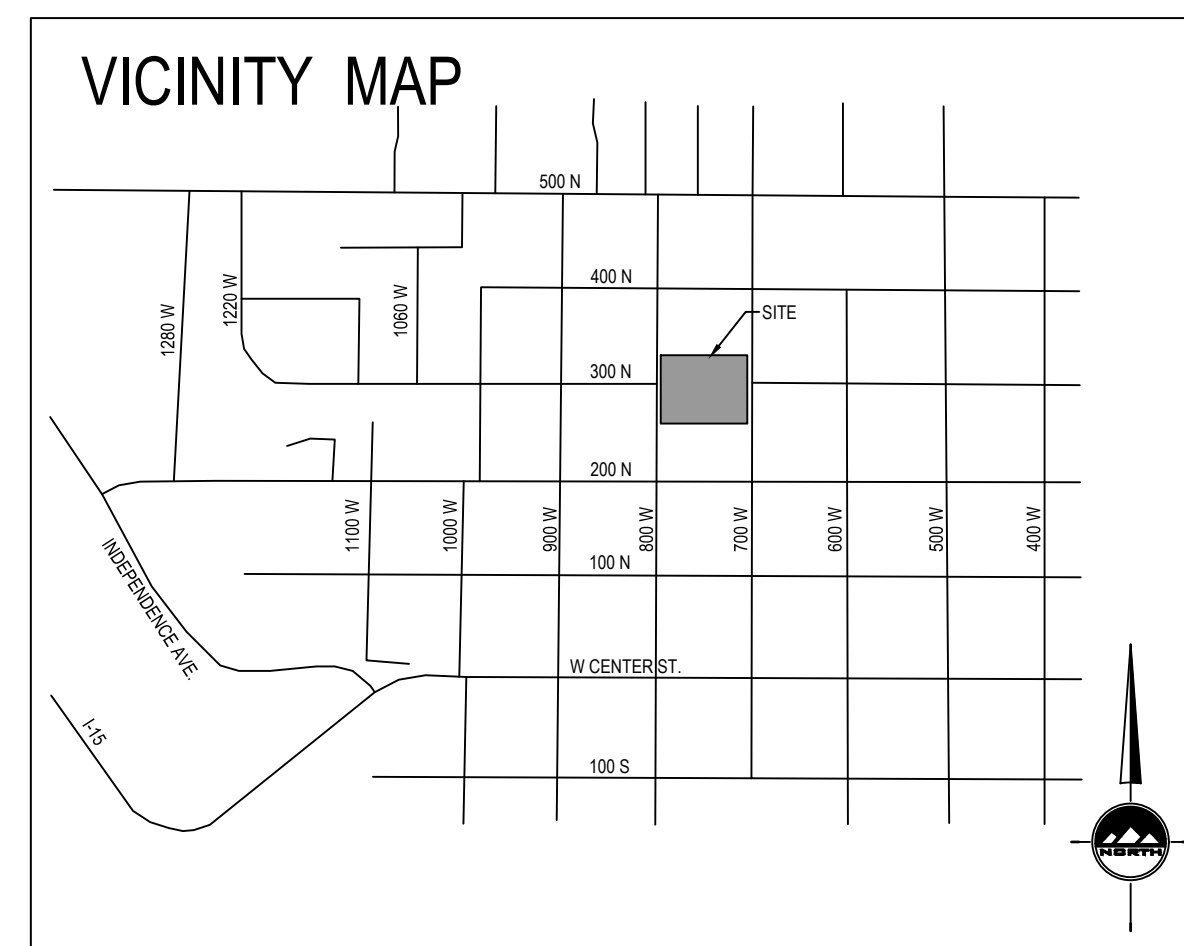 VICINITY MAP
500 N
400 N
1220 W
1060 W
1280 W
SITE
300 N
200 N
1100 W
1000 W
900 W
800 W
700 W
600 W
500 W
400 W
100 N
INDEPENDENCE AVE.
W CENTER ST.
I-15
100 S
NORTH